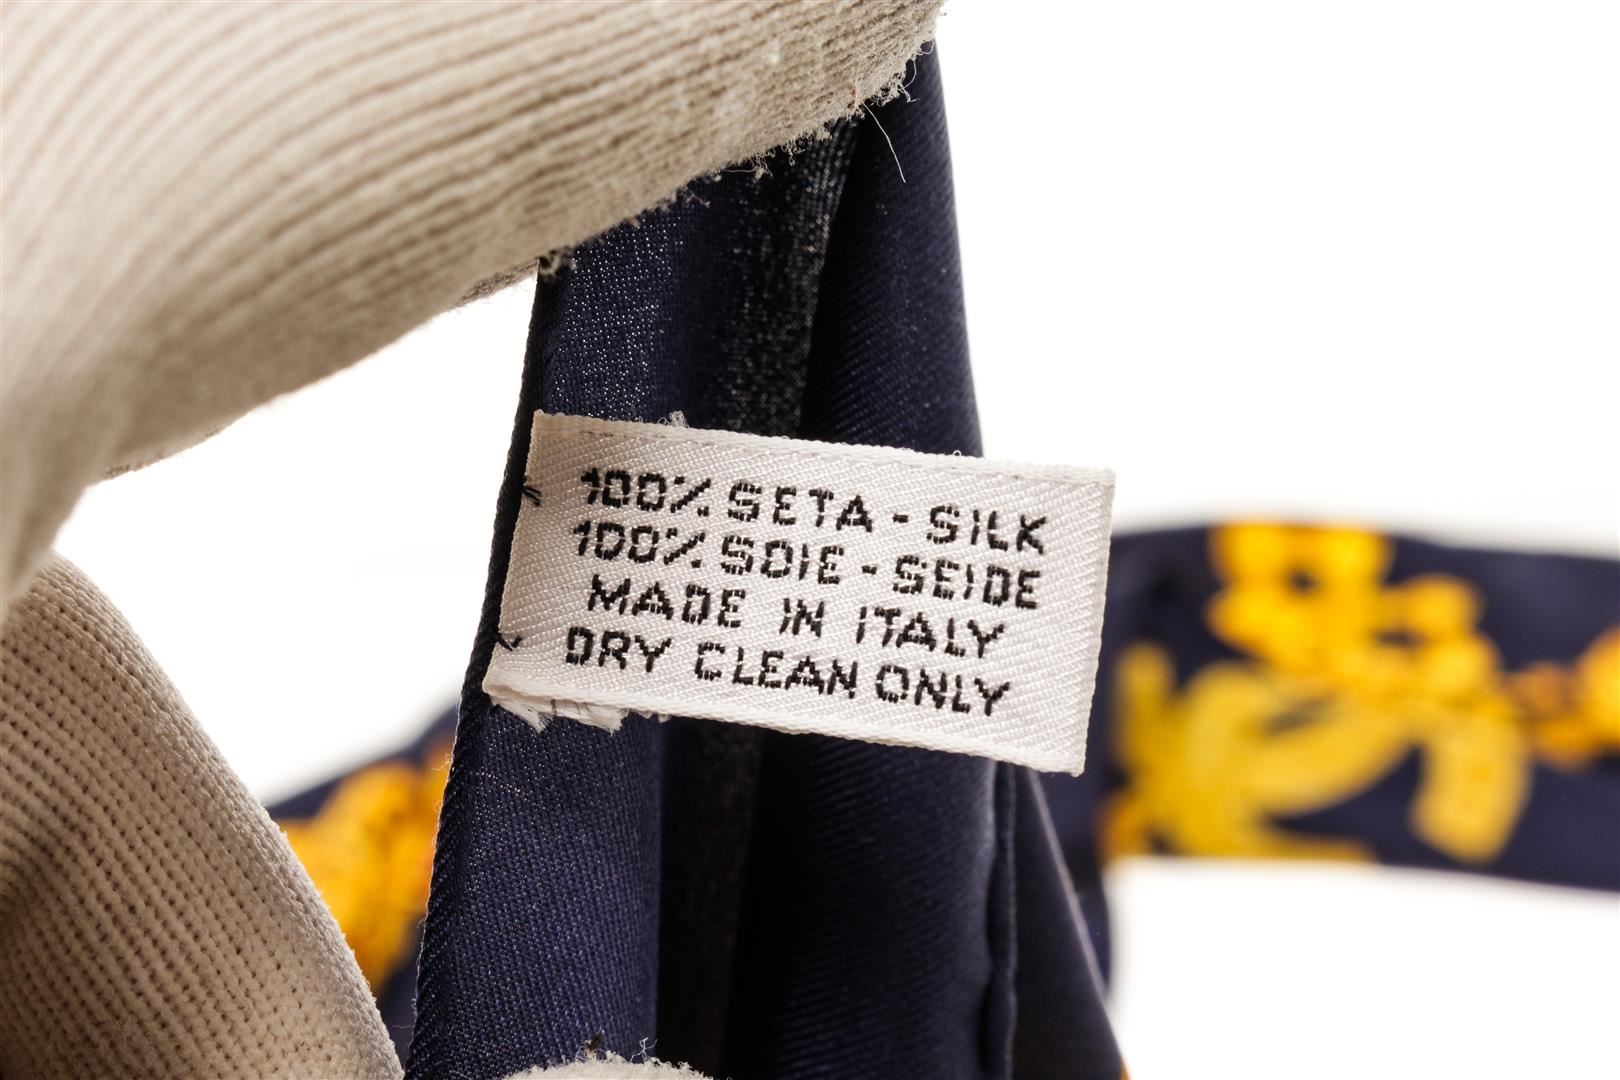 100% SETA - SILK
100% SOIE - SEIDE
MADE IN ITALY
DRY CLEAN ONLY